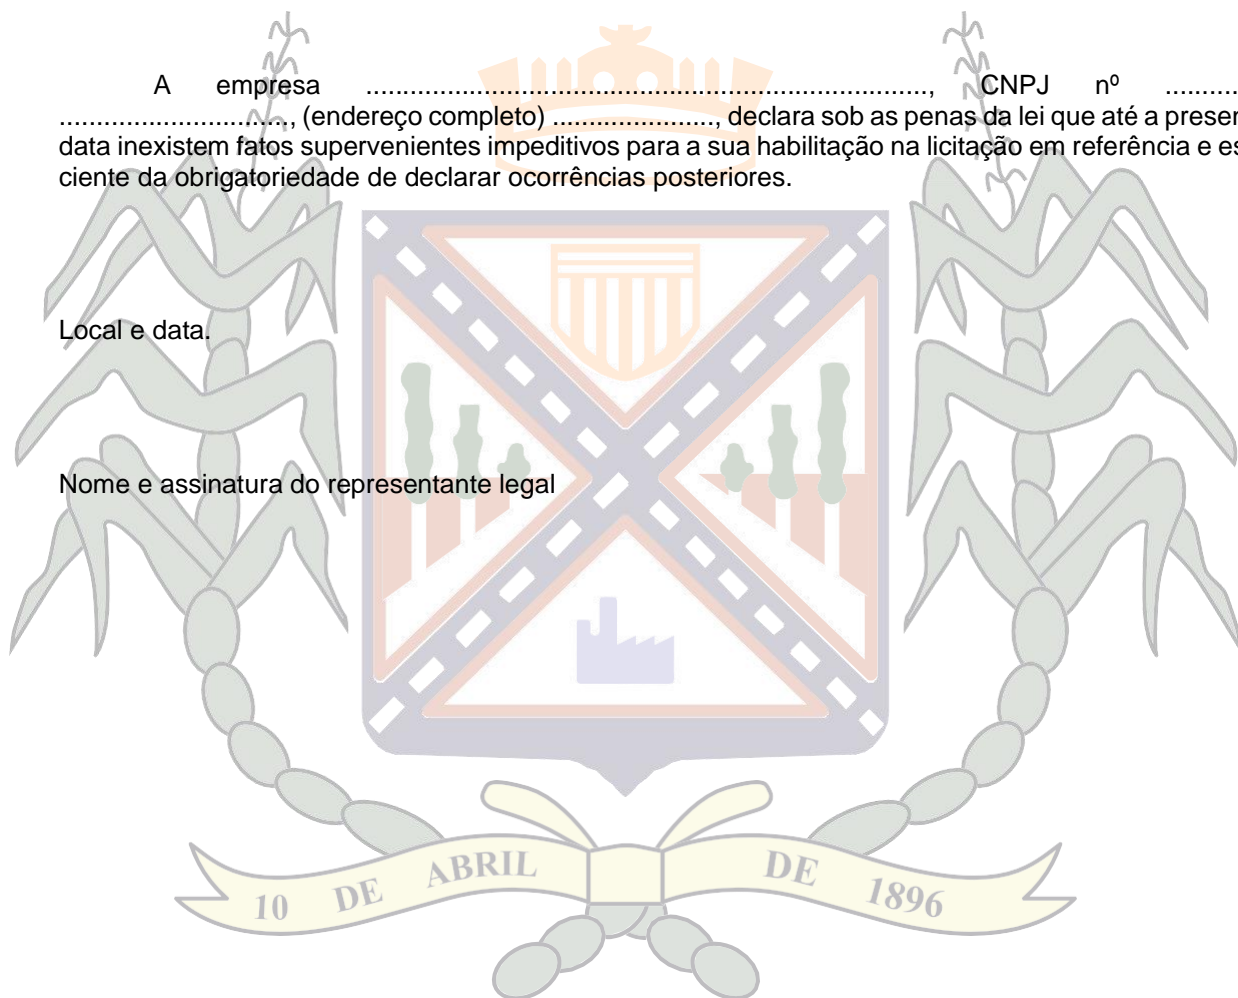 A empresa ..............................................................................., CNPJ nº ..........
................................, (endereço completo) ......................, declara sob as penas da lei que até a
data inexistem fatos supervenientes impeditivos para a sua habilitação na licitação em referência e
ciente da obrigatoriedade de declarar ocorrências posteriores.
Local e data.
Nome e assinatura do representante legal
10 DE ABRIL DE 1896